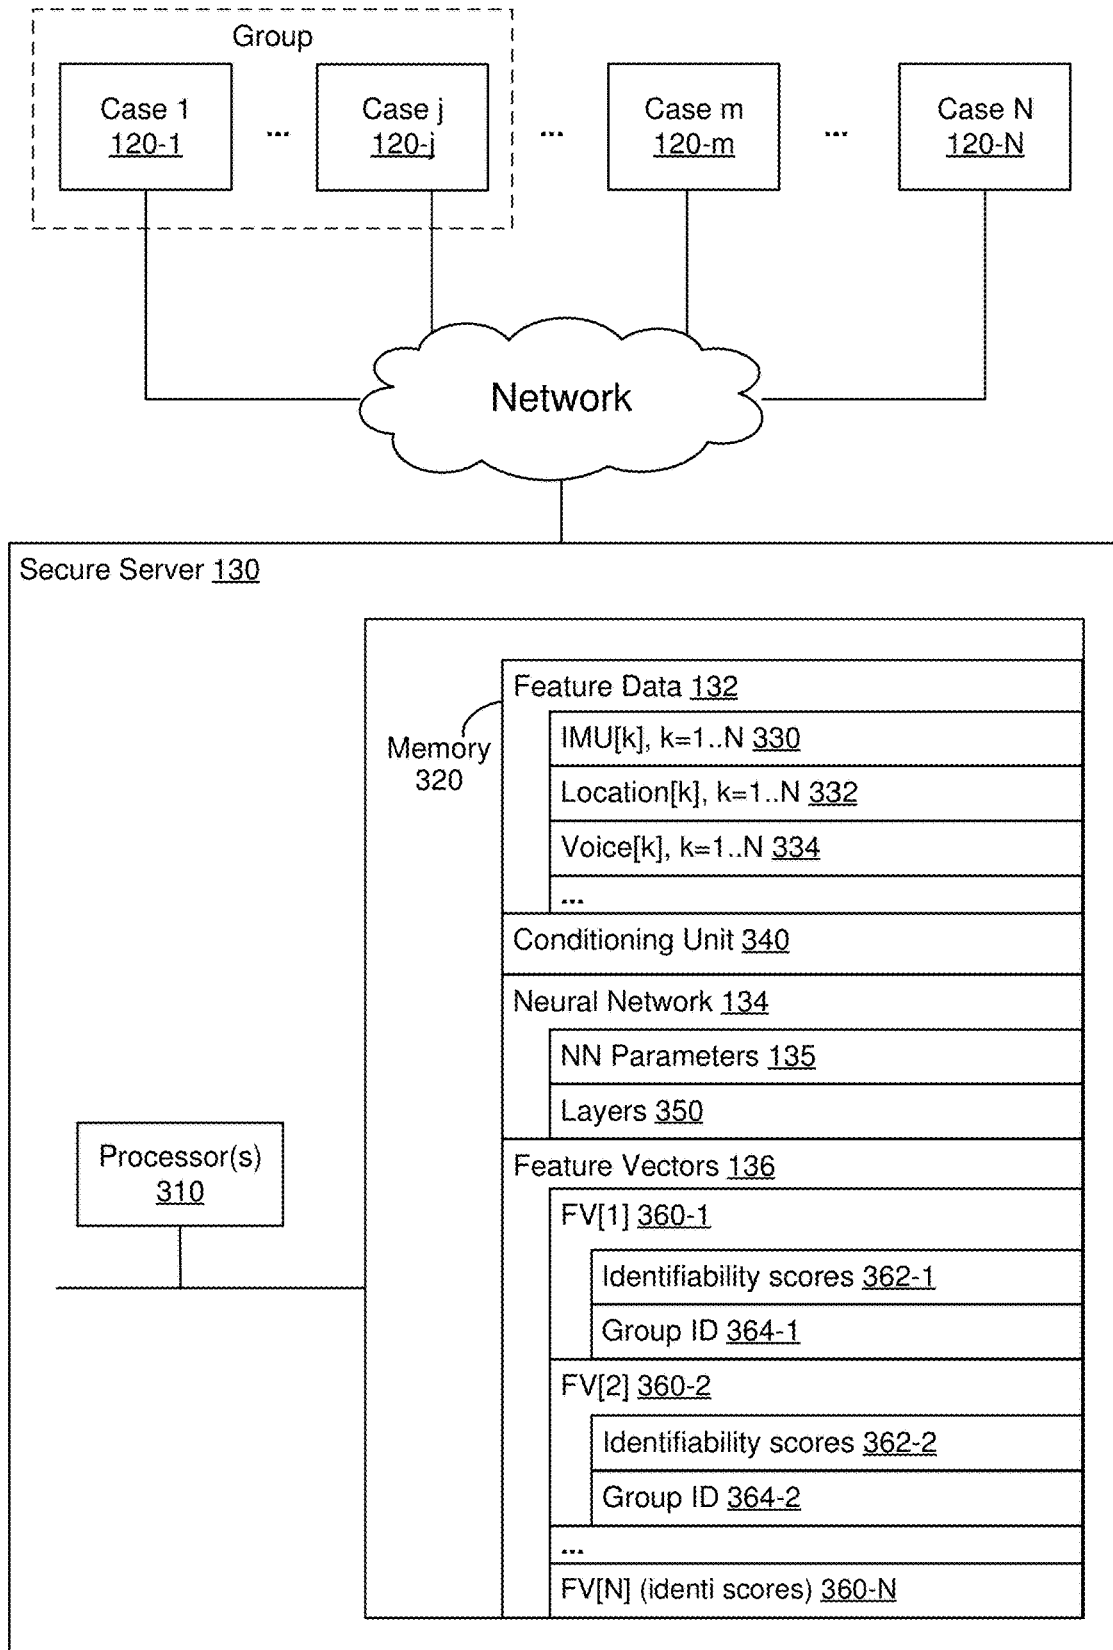 Group
Case 1
120-1
...
Case j
120-j
...
Case m
120-m
...
Case N
120-N
Network
Secure Server 130
Memory
320
Feature Data 132
IMU[k], k=1..N 330
Location[k], k=1..N 332
Voice[k], k=1..N 334
...
Conditioning Unit 340
Neural Network 134
NN Parameters 135
Layers 350
Processor(s)
310
Feature Vectors 136
FV[1] 360-1
Identifiability scores 362-1
Group ID 364-1
FV[2] 360-2
Identifiability scores 362-2
Group ID 364-2
...
FV[N] (identi scores) 360-N